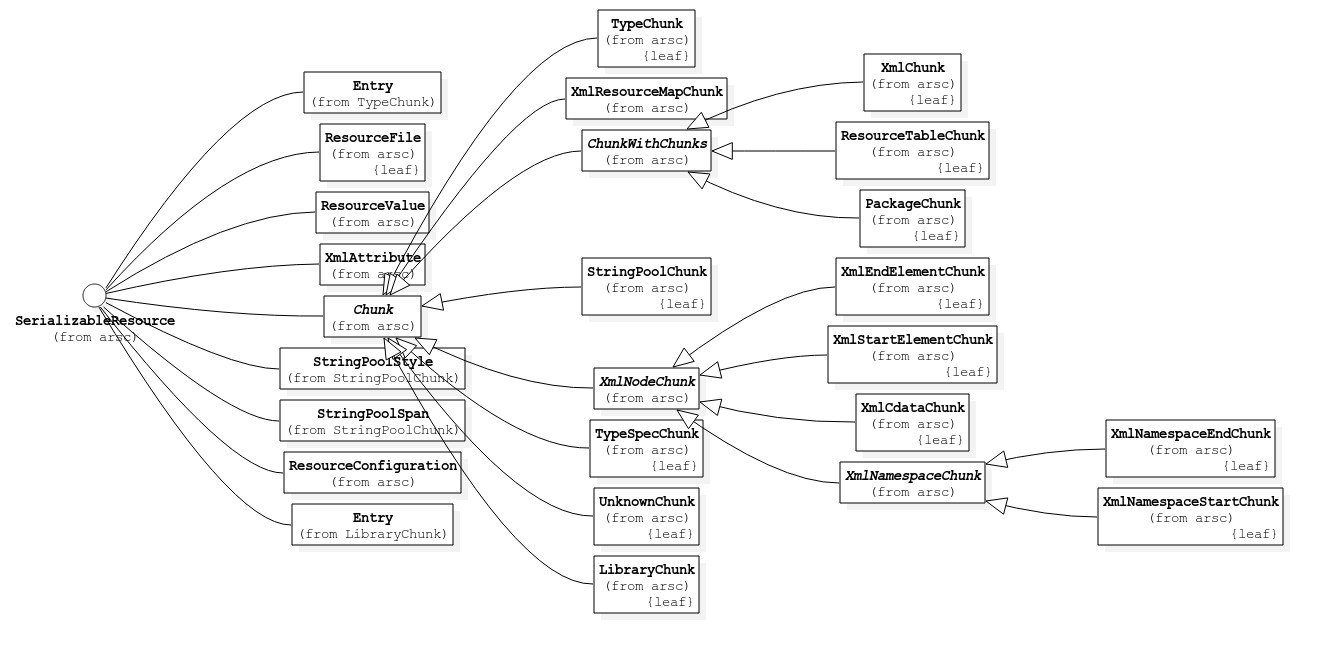 TypeChunk
(from arsc)
{leaf}
Entry
(from TypeChunk)
XmlResourceMapChunk
(from arsc)
XmlChunk
(from arsc)
{leaf}
ResourceFile
(from arsc)
{leaf}
ChunkWithChunks
(from arsc)
ResourceTableChunk
(from arsc)
{leaf}
ResourceValue
(from arsc)
PackageChunk
(from arsc)
{leaf}
XmlAttribute
(from arsc)
StringPoolChunk
(from arsc)
{leaf}
XmlEndElementChunk
(from arsc)
{leaf}
SerializableResource
(from arsc)
Chunk
(from arsc)
XmlStartElementChunk
(from arsc)
{leaf}
StringPoolStyle
(from StringPoolChunk)
XmlNodeChunk
(from arsc)
XmlCdataChunk
(from arsc)
{leaf}
StringPoolSpan
(from StringPoolChunk)
TypeSpecChunk
(from arsc)
{leaf}
XmlNamespaceEndChunk
(from arsc)
{leaf}
ResourceConfiguration
(from arsc)
XmlNamespaceChunk
(from arsc)
UnknownChunk
(from arsc)
{leaf}
XmlNamespaceStartChunk
(from arsc)
{leaf}
Entry
(from LibraryChunk)
LibraryChunk
(from arsc)
{leaf}